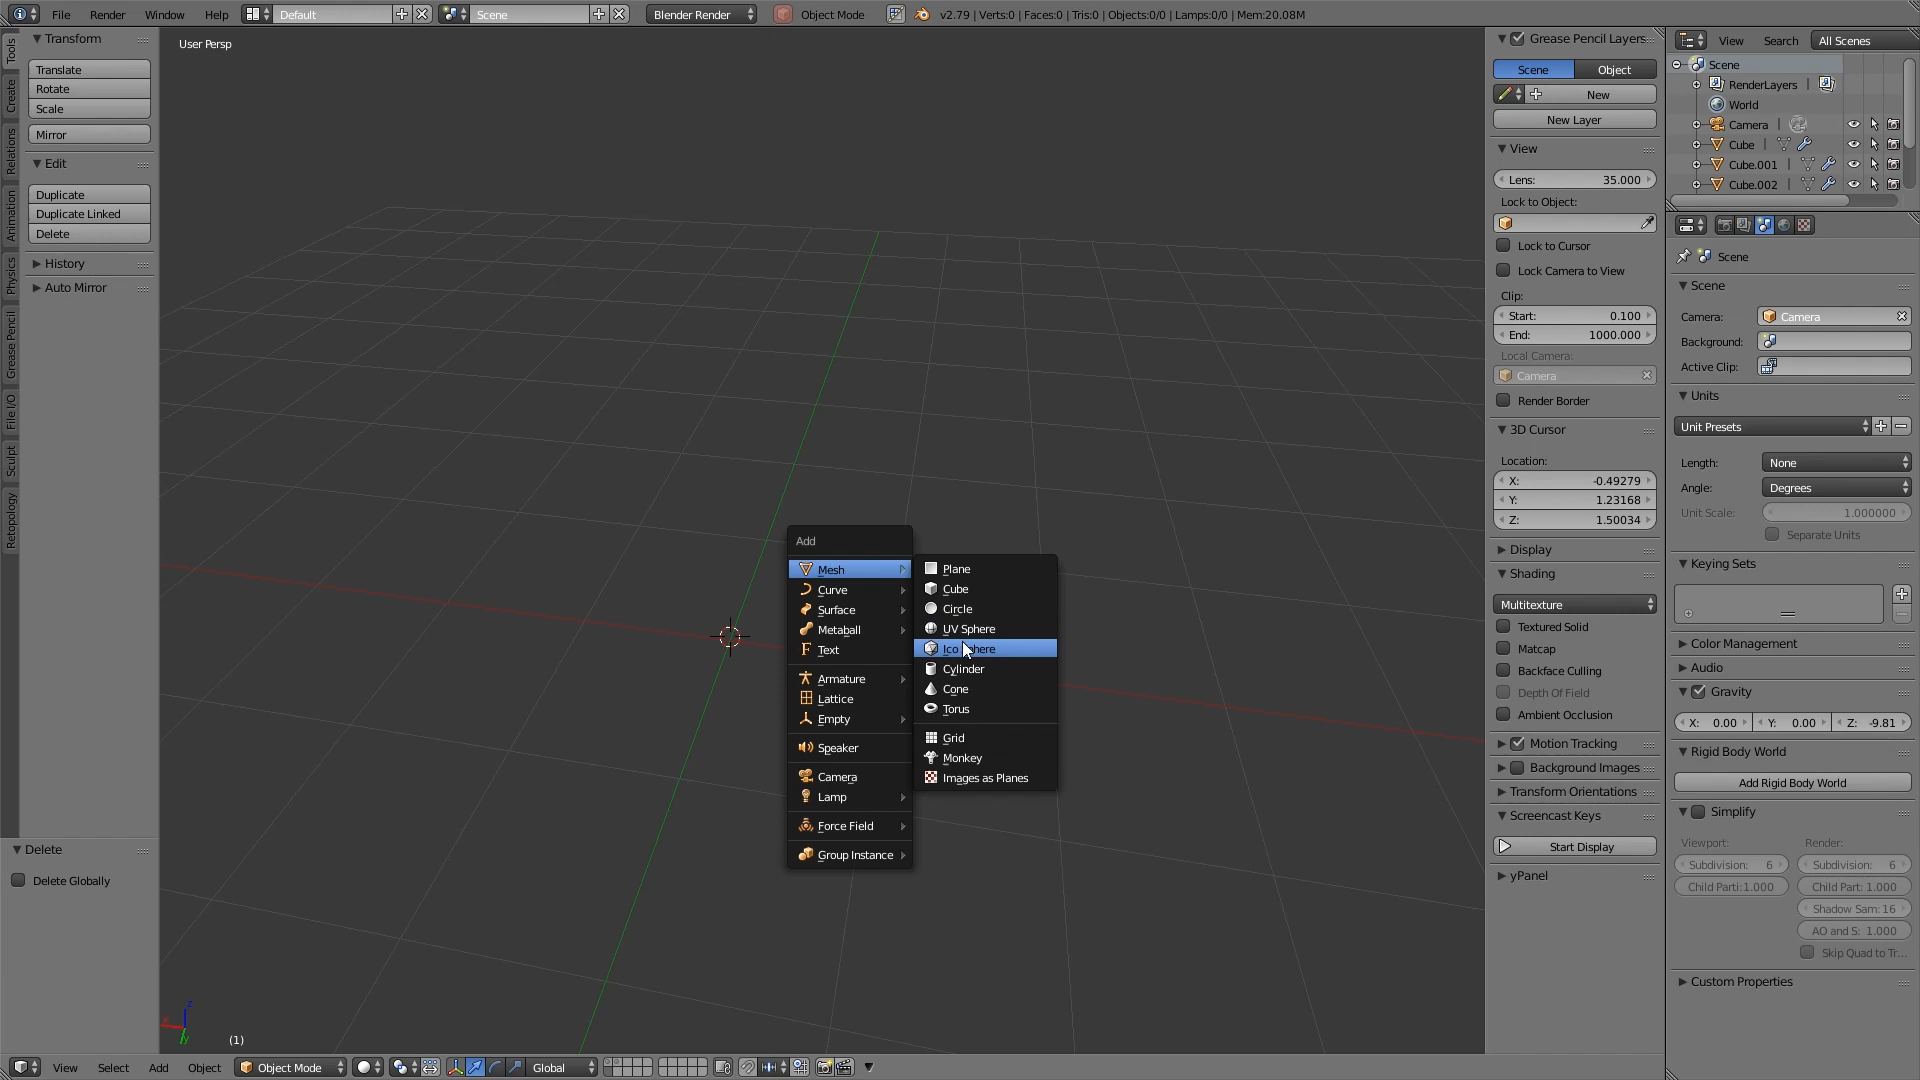 File Render Window Help Default Scene Blender Render Object Mode v2.79 | Verts:0 | Faces:0 | Tris:0 | Objects:0/0 | Lamps:0/0 | Mem:20.08M
Tools
Create
Relations
Animation
Physics
Grease Pencil
File I/O
Sculpt
Retopology
Transform
Translate
Rotate
Scale
Mirror
Edit
Duplicate
Duplicate Linked
Delete
History
Auto Mirror
Delete
Delete Globally
User Persp
Add
Mesh
Curve
Surface
Metaball
Text
Armature
Lattice
Empty
Speaker
Camera
Lamp
Force Field
Group Instance
Plane
Cube
Circle
UV Sphere
Ico Sphere
Cylinder
Cone
Torus
Grid
Monkey
Images as Planes
x
z
y
(1)
View Select Add Object Object Mode Global
Grease Pencil Layers
Scene Object
New
New Layer
View
Lens: 35.000
Lock to Object:
Lock to Cursor
Lock Camera to View
Clip:
Start: 0.100
End: 1000.000
Local Camera:
Camera
Render Border
3D Cursor
Location:
X: -0.49279
Y: 1.23168
Z: 1.50034
Display
Shading
Multitexture
Textured Solid
Matcap
Backface Culling
Depth Of Field
Ambient Occlusion
Motion Tracking
Background Images
Transform Orientations
Screencast Keys
Start Display
yPanel
View Search All Scenes
Scene
RenderLayers
World
Camera
Cube
Cube.001
Cube.002
Scene
Scene
Camera: Camera
Background:
Active Clip:
Units
Unit Presets
Length: None
Angle: Degrees
Unit Scale: 1.000000
Separate Units
Keying Sets
Color Management
Audio
Gravity
X: 0.00 Y: 0.00 Z: -9.81
Rigid Body World
Add Rigid Body World
Simplify
Viewport: Render:
Subdivision: 6 Subdivision: 6
Child Parti:1.000 Child Part: 1.000
Shadow Sam: 16
AO and S: 1.000
Skip Quad to Tr...
Custom Properties